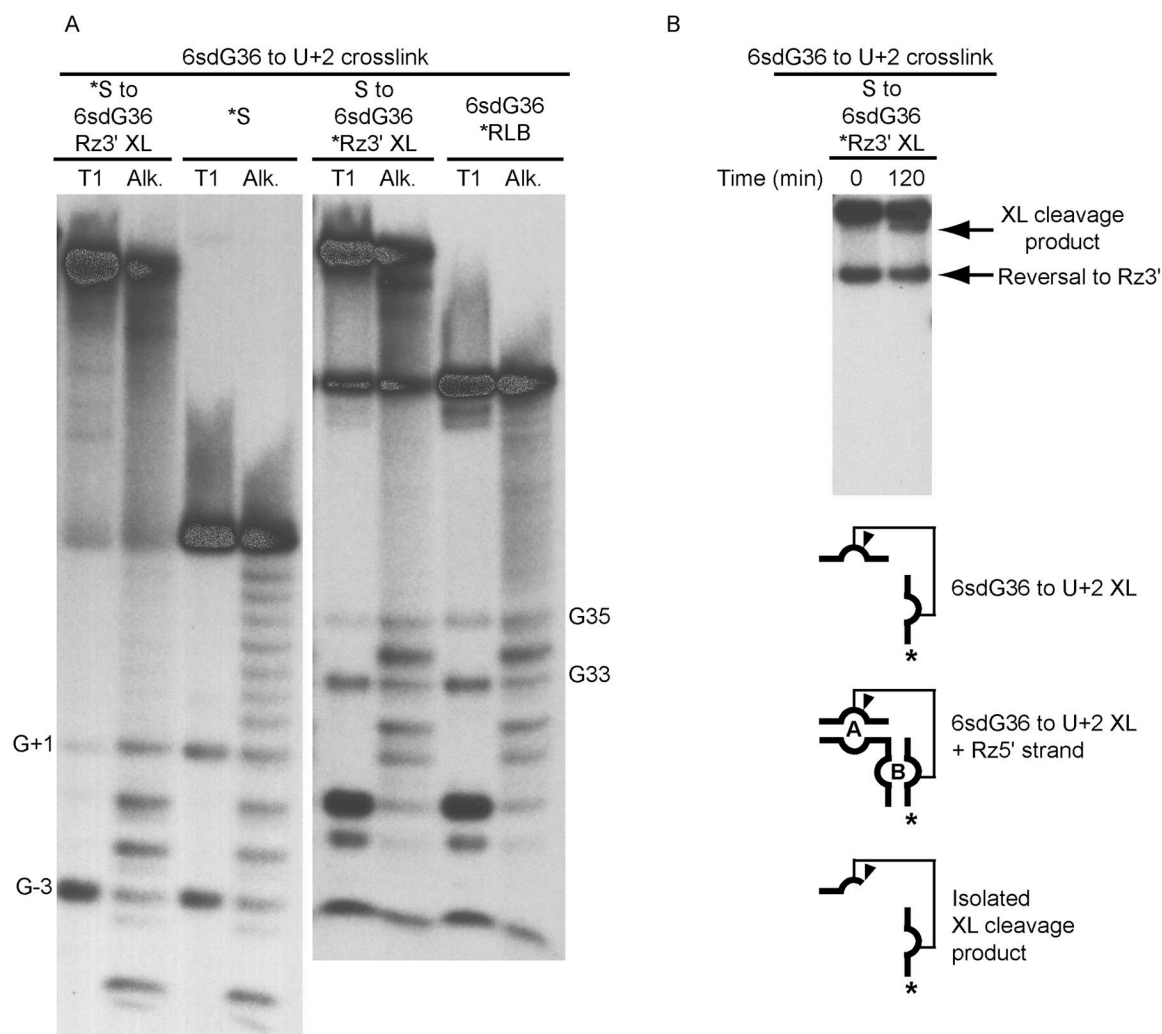 A
6sdG36 to U+2 crosslink
*S to
6sdG36
Rz3' XL
*S
S to
6sdG36
*Rz3' XL
6sdG36
*RLB
T1 Alk. T1 Alk. T1 Alk. T1 Alk.
G+1
G-3
G35
G33
B
6sdG36 to U+2 crosslink
S to
6sdG36
*Rz3' XL
Time (min) 0 120
XL cleavage
product
Reversal to Rz3'
6sdG36 to U+2 XL
*
A
B
6sdG36 to U+2 XL
+ Rz5' strand
*
Isolated
XL cleavage
product
*